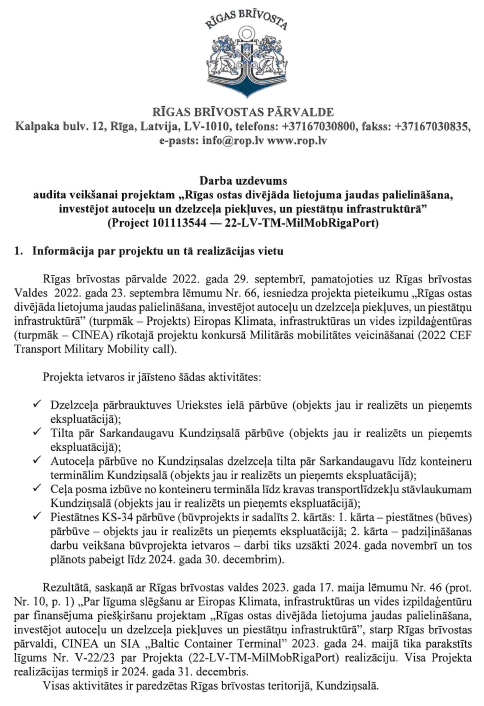 RĪGAS BRĪVOSTA
RĪGAS BRĪVOSTAS PĀRVALDE
Kalpaka bulv. 12, Rīga, Latvija, LV-1010, telefons: +37167030800, fakss: +37167030835,
e-pasts: info@rop.lv www.rop.lv
Darba uzdevums
audita veikšanai projektam „Rīgas ostas divējāda lietojuma jaudas palielināšana,
investējot autoceļu un dzelzceļa piekļuves, un piestātņu infrastruktūrā”
(Project 101113544 — 22-LV-TM-MilMobRigaPort)
1. Informācija par projektu un tā realizācijas vietu
Rīgas brīvostas pārvalde 2022. gada 29. septembrī, pamatojoties uz Rīgas brīvostas
Valdes 2022. gada 23. septembra lēmumu Nr. 66, iesniedza projekta pieteikumu „Rīgas ostas
divējāda lietojuma jaudas palielināšana, investējot autoceļu un dzelzceļa piekļuves, un piestātņu
infrastruktūrā” (turpmāk – Projekts) Eiropas Klimata, infrastruktūras un vides izpildaģentūras
(turpmāk – CINEA) rīkotajā projektu konkursā Militārās mobilitātes veicināšanai (2022 CEF
Transport Military Mobility call).
Projekta ietvaros ir jāīsteno šādas aktivitātes:
✓ Dzelzceļa pārbrauktuves Uriekstes ielā pārbūve (objekts jau ir realizēts un pieņemts
ekspluatācijā);
✓ Tilta pār Sarkandaugavu Kundziņsalā pārbūve (objekts jau ir realizēts un pieņemts
ekspluatācijā);
✓ Autoceļa pārbūve no Kundziņsalas dzelzceļa tilta pār Sarkandaugavu līdz konteineru
terminālim Kundziņsalā (objekts jau ir realizēts un pieņemts ekspluatācijā);
✓ Ceļa posma izbūve no konteineru termināla līdz kravas transportlīdzekļu stāvlaukumam
Kundziņsalā (objekts jau ir realizēts un pieņemts ekspluatācijā);
✓ Piestātnes KS-34 pārbūve (būvprojekts ir sadalīts 2. kārtās: 1. kārta – piestātnes (būves)
pārbūve – objekts jau ir realizēts un pieņemts ekspluatācijā; 2. kārta – padziļināšanas
darbu veikšana būvprojekta ietvaros – darbi tiks uzsākti 2024. gada novembrī un tos
plānots pabeigt līdz 2024. gada 30. decembrim).
Rezultātā, saskaņā ar Rīgas brīvostas valdes 2023. gada 17. maija lēmumu Nr. 46 (prot.
Nr. 10, p. 1) „Par līguma slēgšanu ar Eiropas Klimata, infrastruktūras un vides izpildaģentūru
par finansējuma piešķiršanu projektam „Rīgas ostas divējāda lietojuma jaudas palielināšana,
investējot autoceļu un dzelzceļa piekļuves un piestātņu infrastruktūrā”, starp Rīgas brīvostas
pārvaldi, CINEA un SIA „Baltic Container Terminal” 2023. gada 24. maijā tika parakstīts
līgums Nr. V-22/23 par Projekta (22-LV-TM-MilMobRigaPort) realizāciju. Visa Projekta
realizācijas termiņš ir 2024. gada 31. decembris.
Visas aktivitātes ir paredzētas Rīgas brīvostas teritorijā, Kundziņsalā.